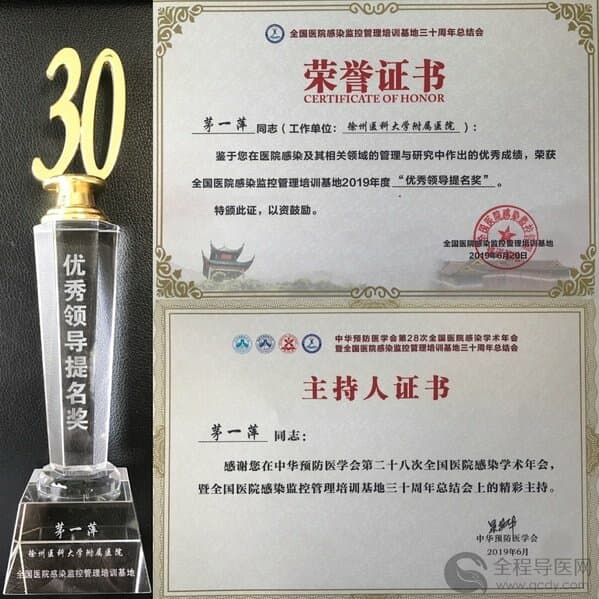 30
优秀领导提名奖
茅一萍
徐州医科大学附属医院
全国医院感染监控管理培训基地
全国医院感染监控管理培训基地三十周年总结会
荣誉证书
CERTIFICATE OF HONOR
茅一萍 同志（工作单位：徐州医科大学附属医院）：
鉴于您在医院感染及其相关领域的管理与研究中作出的优秀成绩，荣获
全国医院感染监控管理培训基地2019年度“优秀领导提名奖”。
特颁此证，以资鼓励。
全国医院感染监控管理培训基地
2019年6月20日
中华预防医学会第28次全国医院感染学术年会
暨全国医院感染监控管理培训基地三十周年总结会
主持人证书
茅一萍 同志：
感谢您在中华预防医学会第二十八次全国医院感染学术年会，
暨全国医院感染监控管理培训基地三十周年总结会上的精彩主持。
中华预防医学会
2019年6月
全程导医网
www.qcdy.com